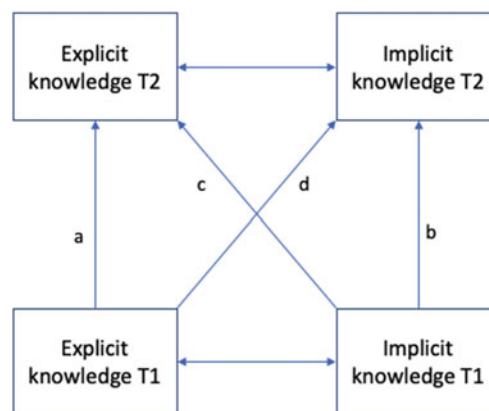 Explicit
knowledge T2
Implicit
knowledge T2
c
d
a
b
Explicit
knowledge T1
Implicit
knowledge T1